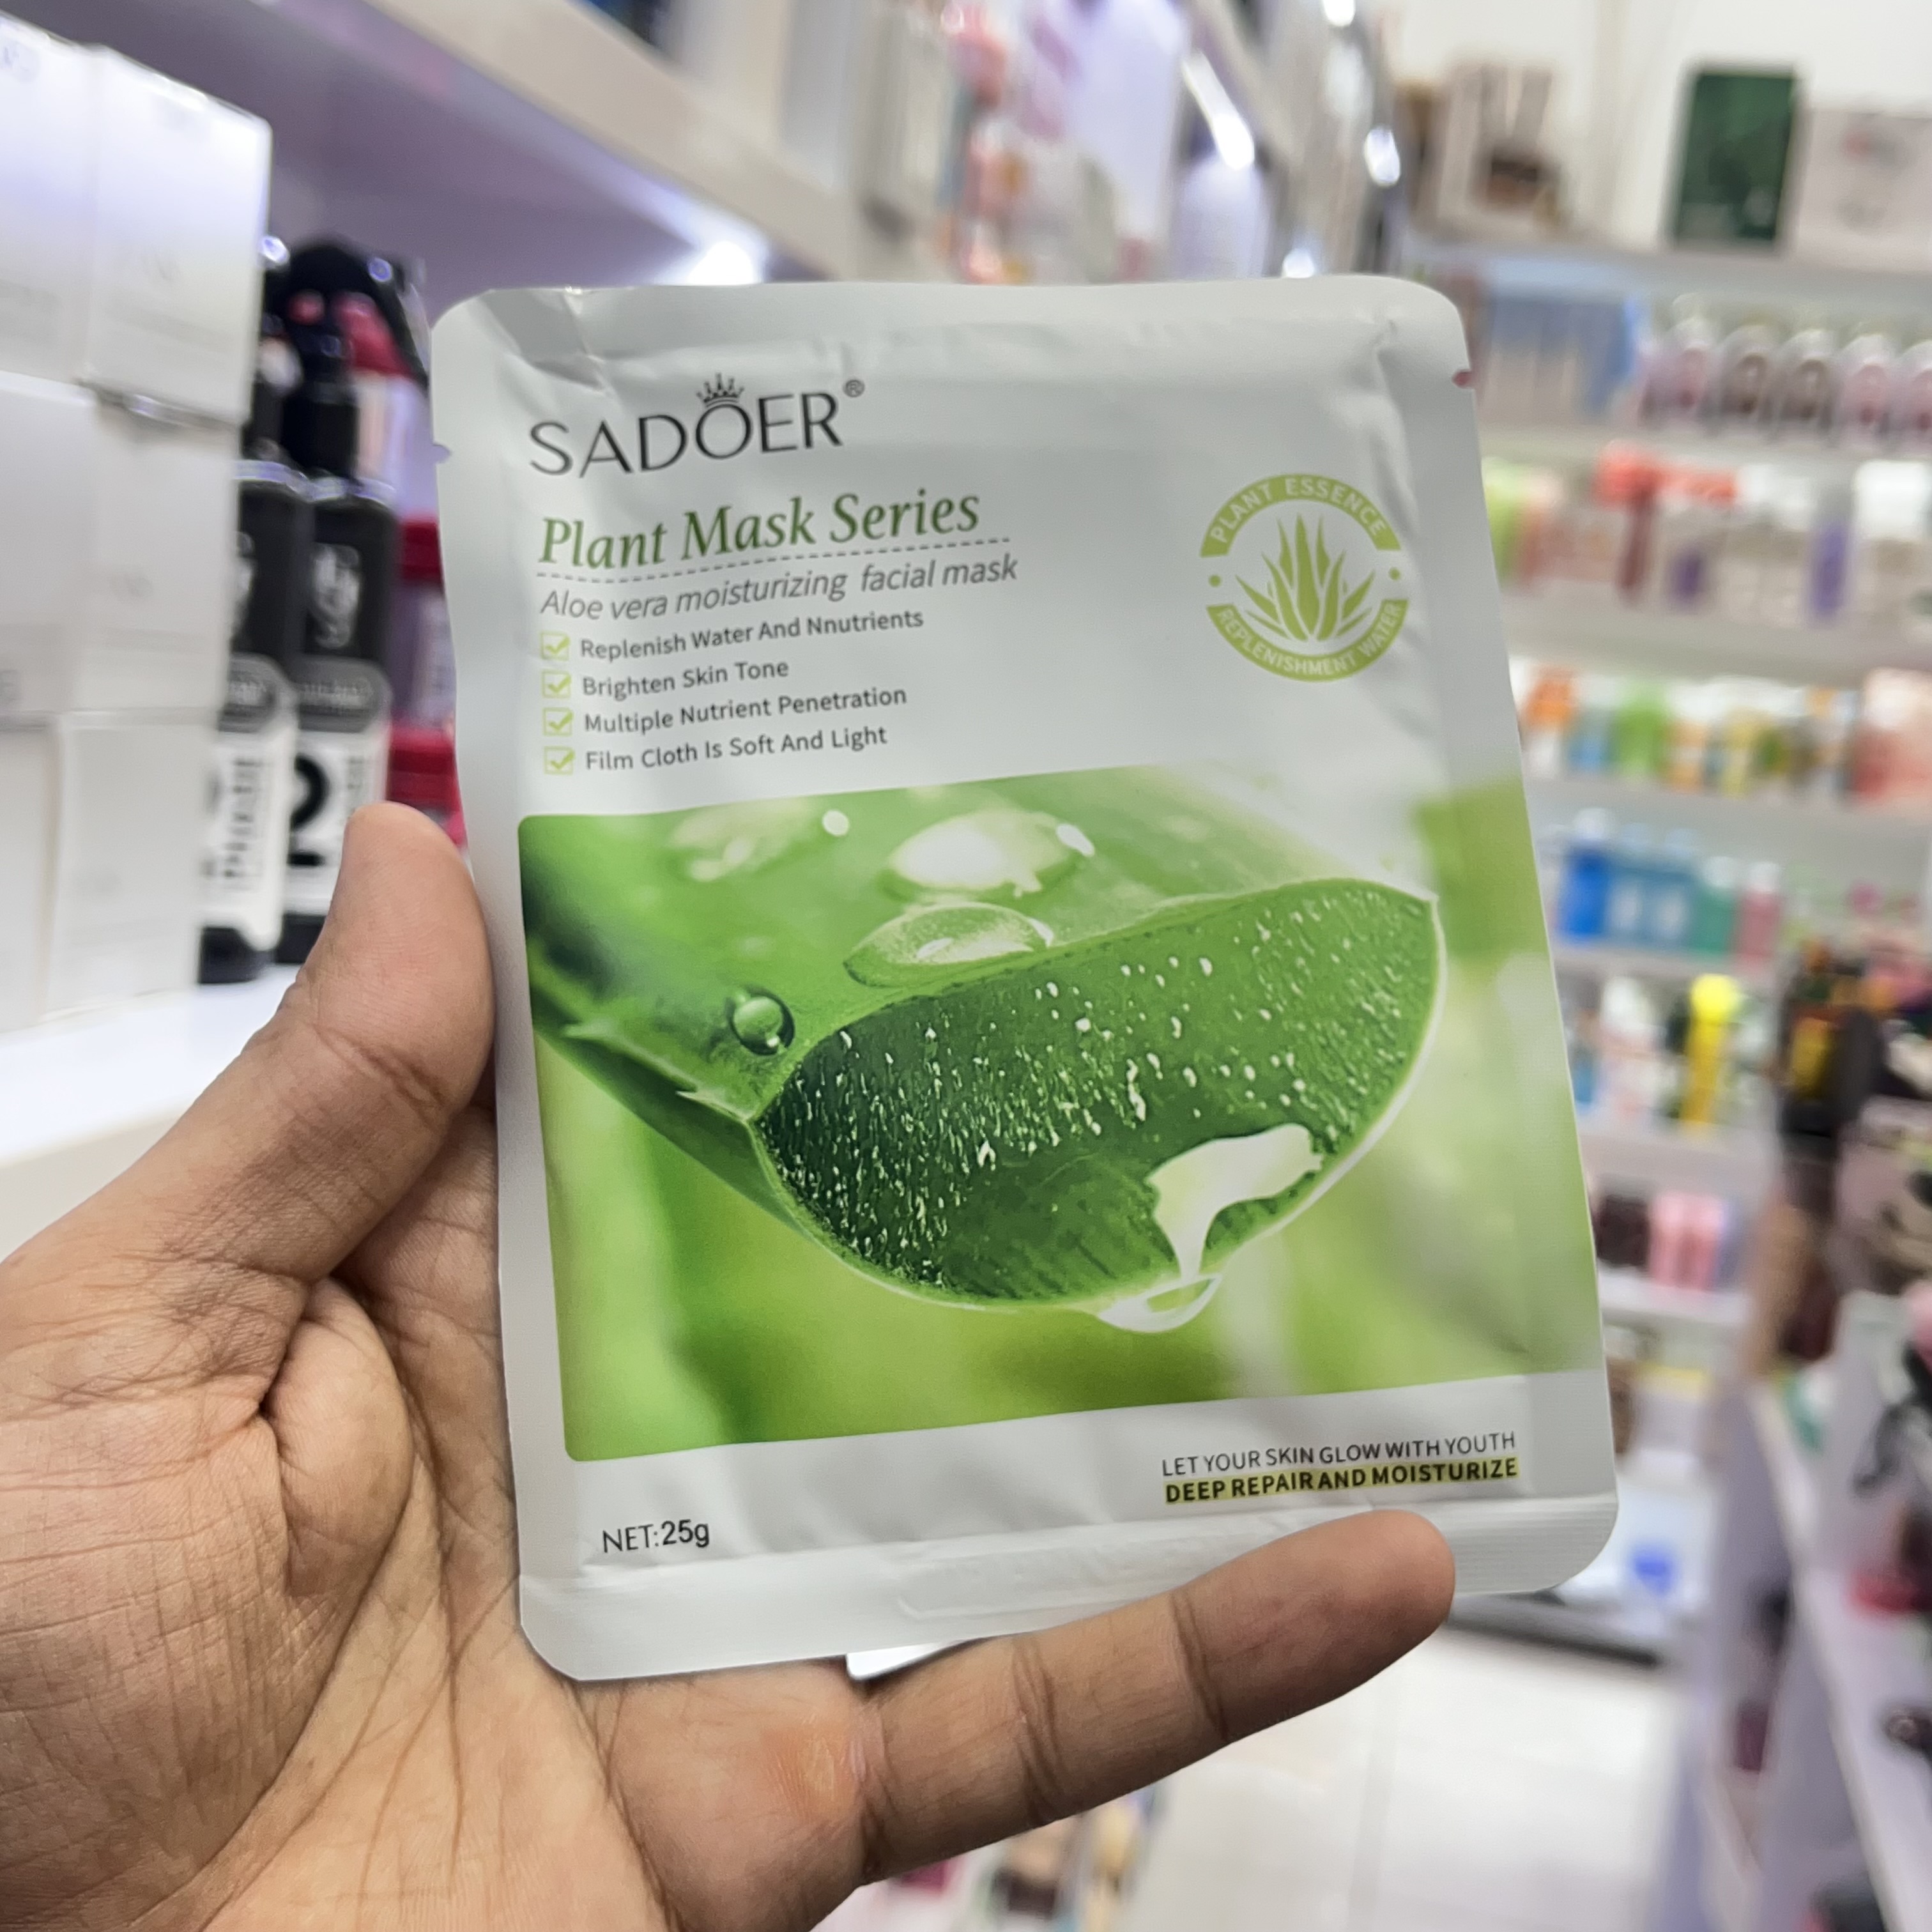 SADOER®
Plant Mask Series
Aloe vera moisturizing facial mask
Replenish Water And Nnutrients
Brighten Skin Tone
Multiple Nutrient Penetration
Film Cloth Is Soft And Light
PLANT ESSENCE
REPLENISHMENT WATER
LET YOUR SKIN GLOW WITH YOUTH
DEEP REPAIR AND MOISTURIZE
NET:25g
2